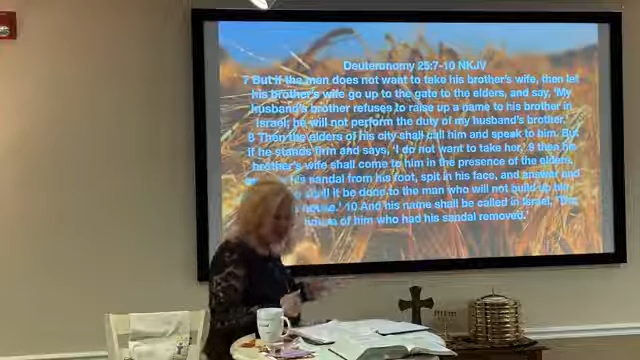 Deuteronomy 25:7-10 NKJV
7 But if the man does not want to take his brother's wife, then let
his brother's wife go up to the gate to the elders, and say, 'My
husband's brother refuses to raise up a name to his brother in
Israel; he will not perform the duty of my husband's brother.'
8 Then the elders of his city shall call him and speak to him. But
if he stands firm and says, 'I do not want to take her,' 9 then his
brother's wife shall come to him in the presence of the elders,
his sandal from his foot, spit in his face, and answer and
shall it be done to the man who will not build up his
house.' 10 And his name shall be called in Israel, 'The
house of him who had his sandal removed.'